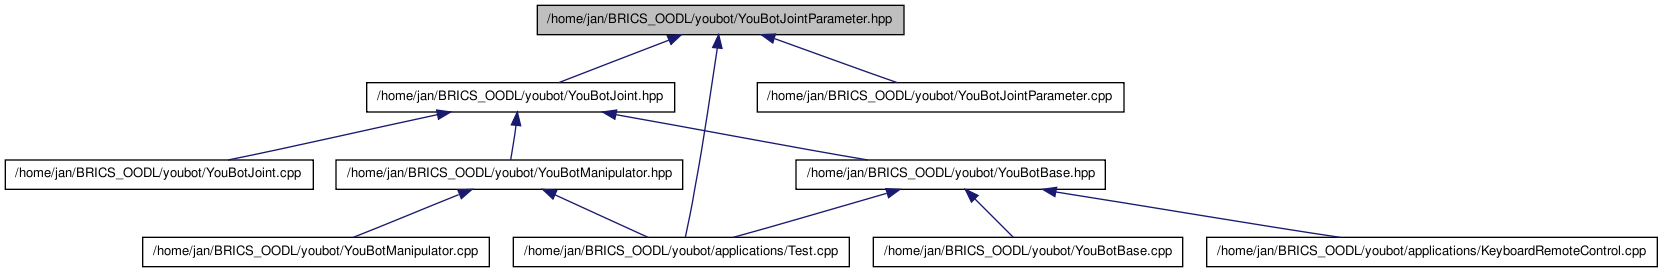 /home/jan/BRICS_OODL/youbot/YouBotJointParameter.hpp
/home/jan/BRICS_OODL/youbot/YouBotJoint.hpp
/home/jan/BRICS_OODL/youbot/YouBotJointParameter.cpp
/home/jan/BRICS_OODL/youbot/YouBotJoint.cpp
/home/jan/BRICS_OODL/youbot/YouBotManipulator.hpp
/home/jan/BRICS_OODL/youbot/YouBotBase.hpp
/home/jan/BRICS_OODL/youbot/YouBotManipulator.cpp
/home/jan/BRICS_OODL/youbot/applications/Test.cpp
/home/jan/BRICS_OODL/youbot/YouBotBase.cpp
/home/jan/BRICS_OODL/youbot/applications/KeyboardRemoteControl.cpp